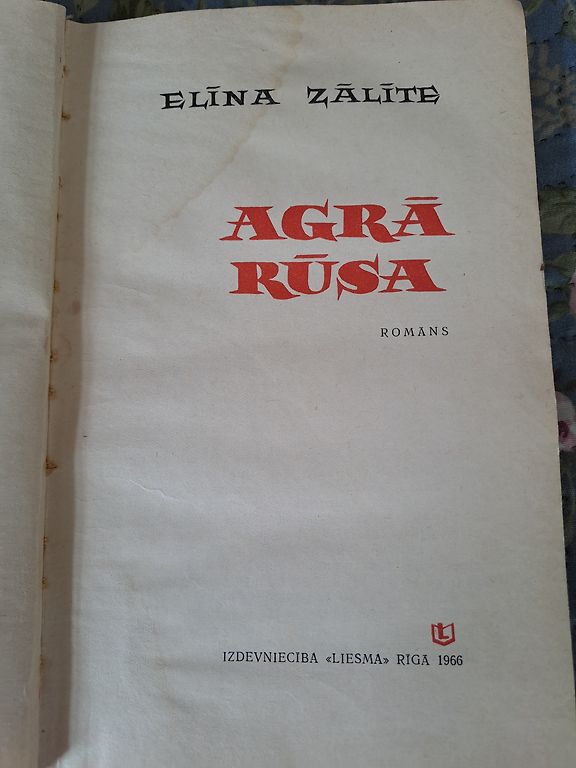 ELĪNA ZĀLĪTE
AGRĀ
RŪSA
ROMĀNS
L
IZDEVNIECĪBA «LIESMA» RĪGĀ 1966